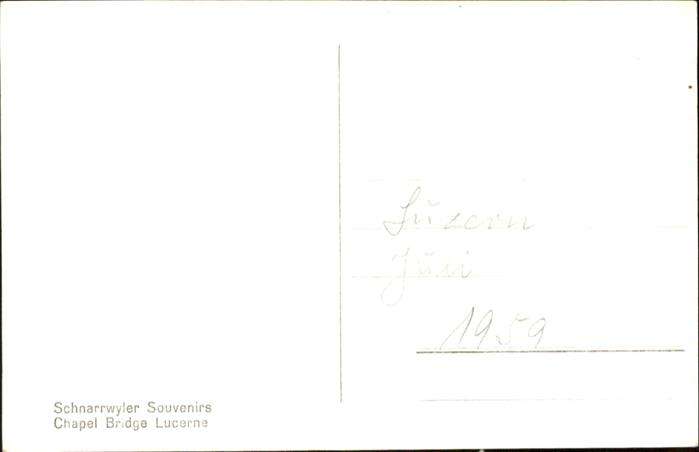 Luzern
Juni
1959
Schnarrwyler Souvenirs
Chapel Bridge Lucerne